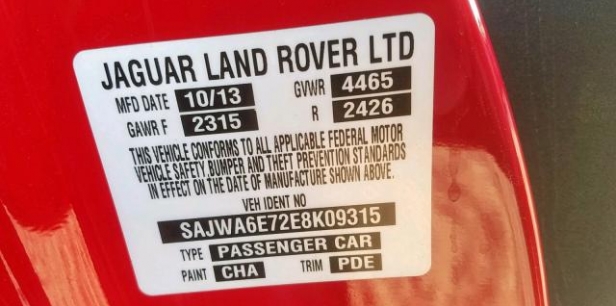 JAGUAR LAND ROVER LTD
MFD DATE 10/13 GVWR 4465
GAWR F 2315 R 2426
THIS VEHICLE CONFORMS TO ALL APPLICABLE FEDERAL MOTOR
VEHICLE SAFETY, BUMPER AND THEFT PREVENTION STANDARDS
IN EFFECT ON THE DATE OF MANUFACTURE SHOWN ABOVE.
VEH IDENT NO
SAJWA6E72E8K09315
TYPE PASSENGER CAR
PAINT CHA TRIM PDE